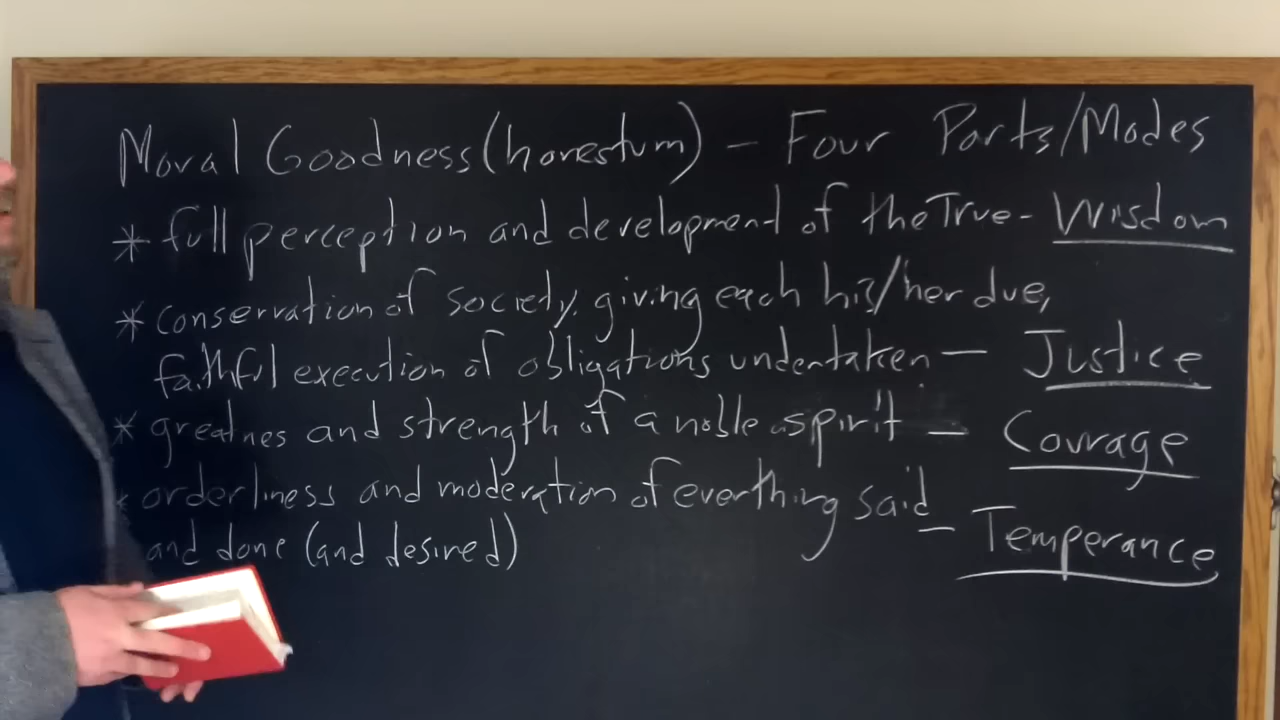 Moral Goodness (honestum) - Four Parts/Modes
* full perception and development of the True - Wisdom
* conservation of society, giving each his/her due,
faithful execution of obligations undertaken - Justice
* greatnes and strength of a noble spirit - Courage
* orderliness and moderation of everthing said
and done (and desired) - Temperance